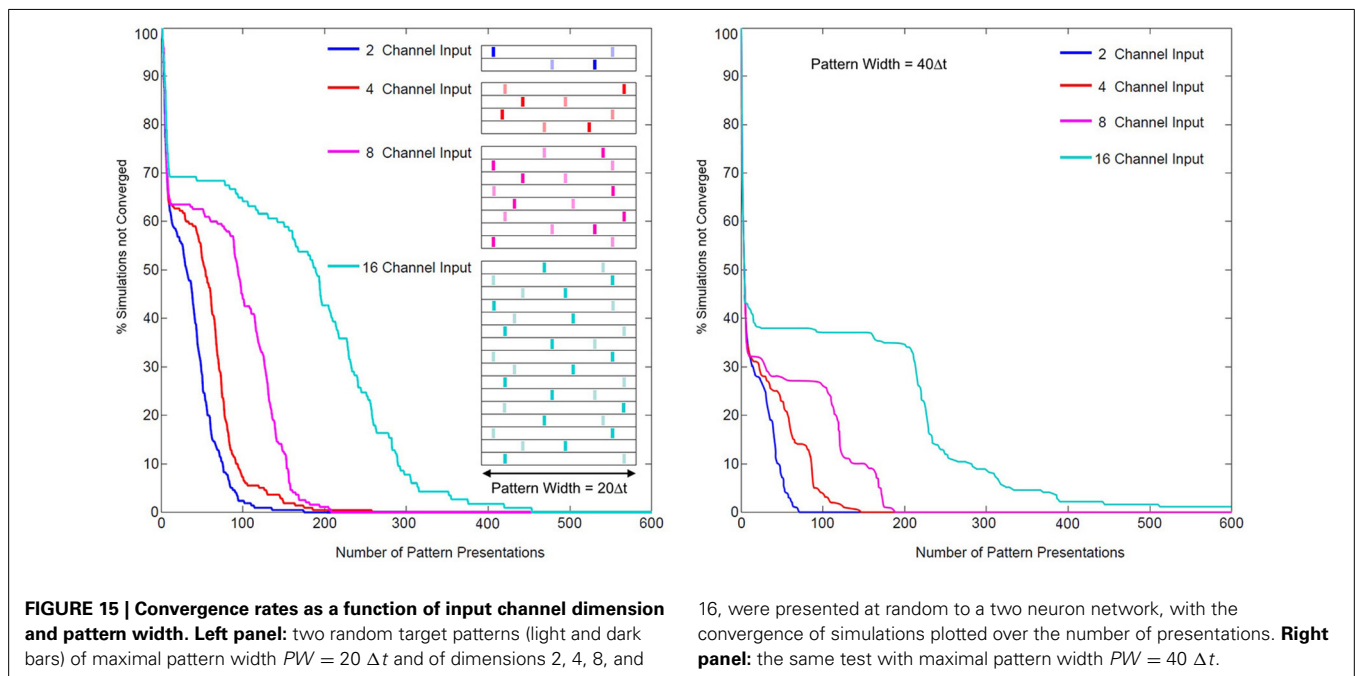 100
90
80
70
60
50
40
30
20
10
0
% Simulations not Converged
2 Channel Input
4 Channel Input
8 Channel Input
16 Channel Input
Pattern Width = 20Δt
0 100 200 300 400 500 600
Number of Pattern Presentations
100
90
80
70
60
50
40
30
20
10
0
% Simulations not Converged
Pattern Width = 40Δt
2 Channel Input
4 Channel Input
8 Channel Input
16 Channel Input
0 100 200 300 400 500 600
Number of Pattern Presentations
FIGURE 15 | Convergence rates as a function of input channel dimension
and pattern width. Left panel: two random target patterns (light and dark
bars) of maximal pattern width PW = 20 Δt and of dimensions 2, 4, 8, and
16, were presented at random to a two neuron network, with the
convergence of simulations plotted over the number of presentations. Right
panel: the same test with maximal pattern width PW = 40 Δt.